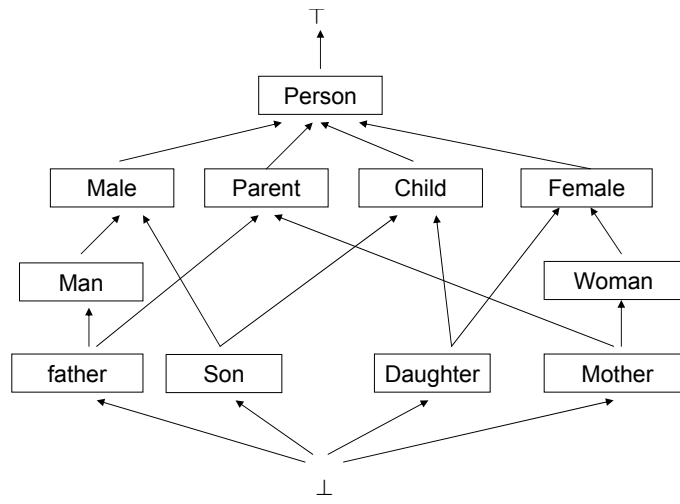 ⊤
Person
Male Parent Child Female
Man Woman
father Son Daughter Mother
⊥